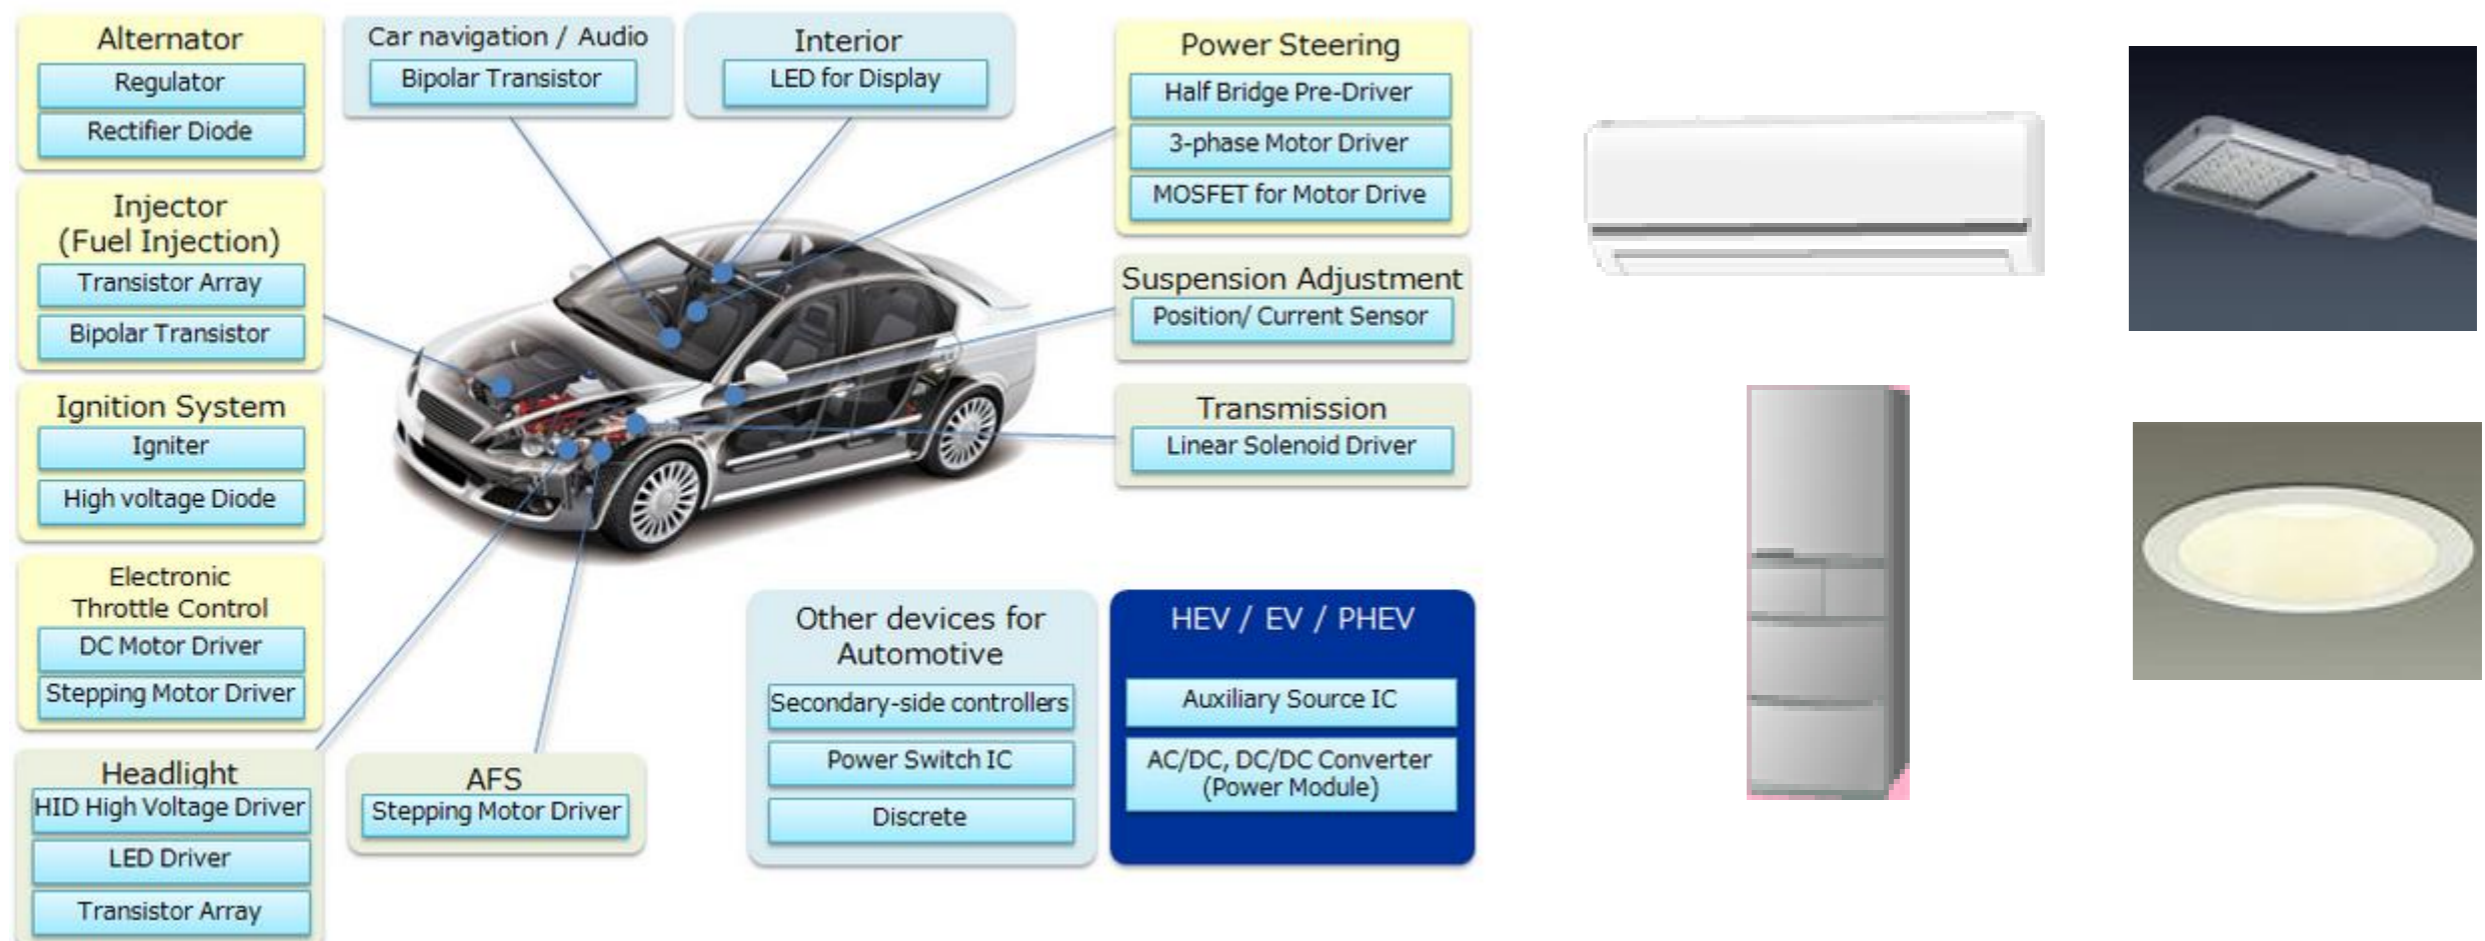 Alternator
Regulator
Rectifier Diode
Injector
(Fuel Injection)
Transistor Array
Bipolar Transistor
Ignition System
Igniter
High voltage Diode
Electronic
Throttle Control
DC Motor Driver
Stepping Motor Driver
Headlight
HID High Voltage Driver
LED Driver
Transistor Array
Car navigation / Audio
Bipolar Transistor
Interior
LED for Display
AFS
Stepping Motor Driver
Power Steering
Half Bridge Pre-Driver
3-phase Motor Driver
MOSFET for Motor Drive
Suspension Adjustment
Position/ Current Sensor
Transmission
Linear Solenoid Driver
Other devices for
Automotive
Secondary-side controllers
Power Switch IC
Discrete
HEV / EV / PHEV
Auxiliary Source IC
AC/DC, DC/DC Converter
(Power Module)